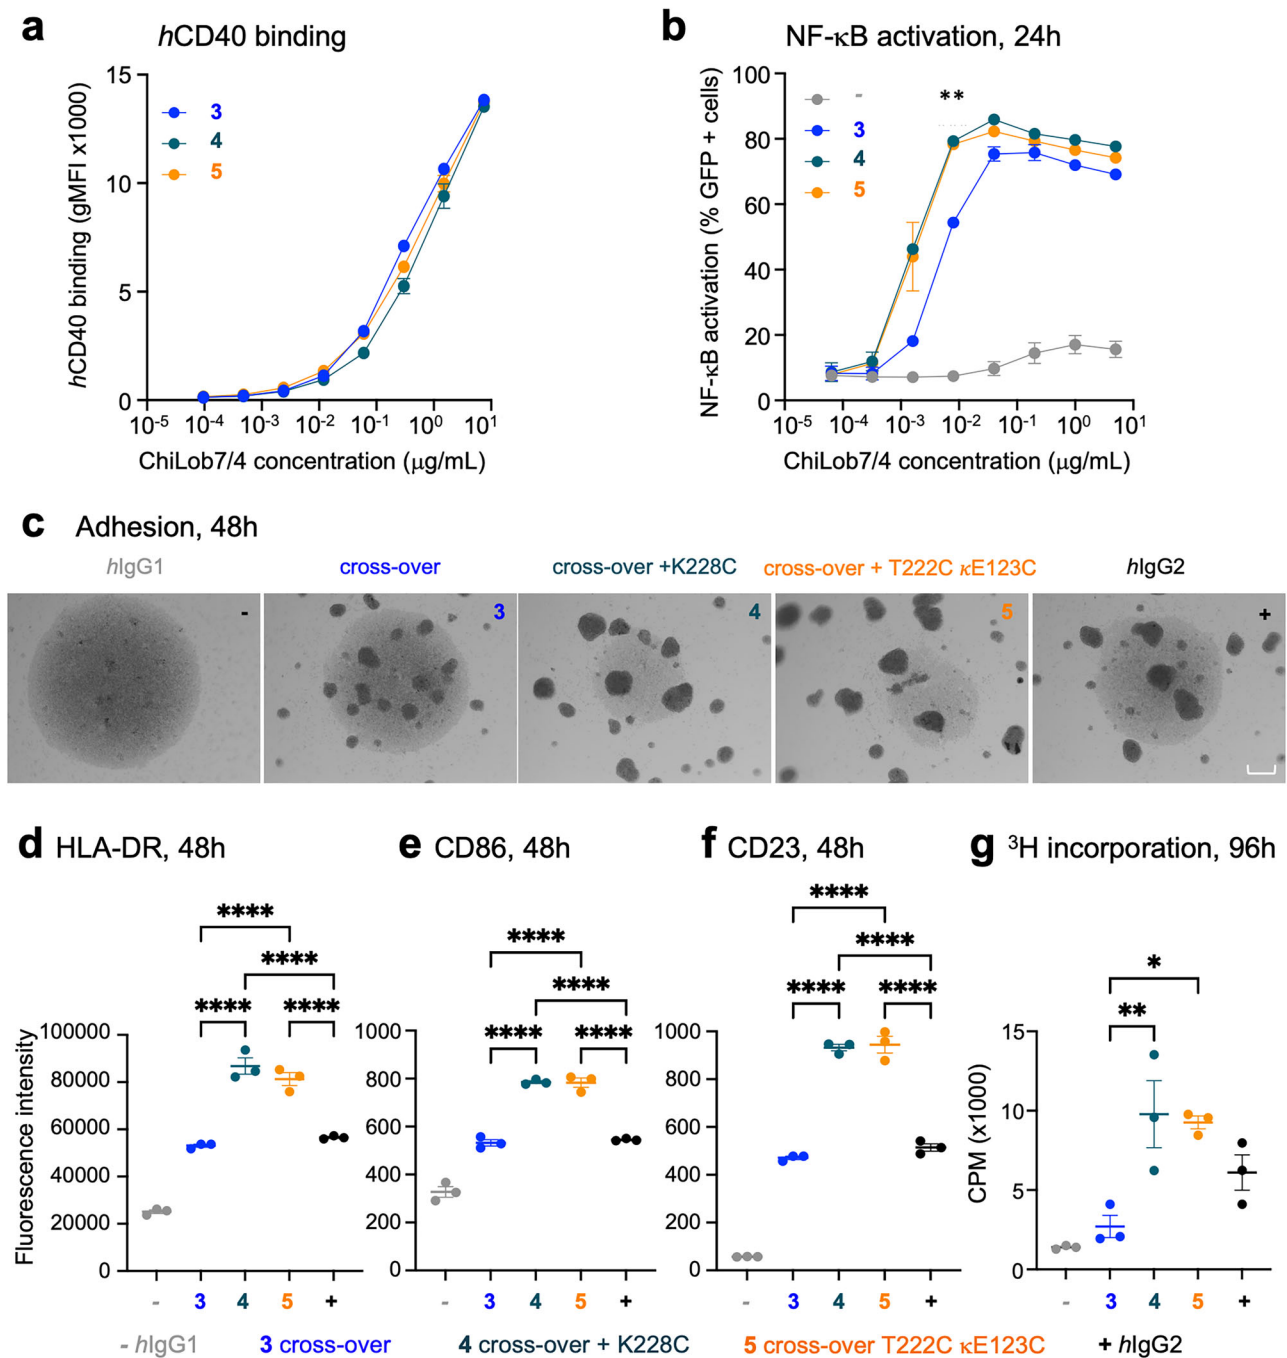 a hCD40 binding
hCD40 binding (gMFI x1000)
15
10
5
0
3
4
5
10-5 10-4 10-3 10-2 10-1 100 101
ChiLob7/4 concentration (μg/mL)
b NF-κB activation, 24h
NF-κB activation (% GFP + cells)
100
80
60
40
20
0
-
3
4
5
**
10-5 10-4 10-3 10-2 10-1 100 101
ChiLob7/4 concentration (μg/mL)
c Adhesion, 48h
hIgG1 cross-over cross-over +K228C cross-over + T222C κE123C hIgG2
- 3 4 5 +
d HLA-DR, 48h
Fluorescence intensity
****
****
**** ****
100000
80000
60000
40000
20000
0
- 3 4 5 +
e CD86, 48h
****
****
**** ****
1000
800
600
400
200
0
- 3 4 5 +
f CD23, 48h
****
****
**** ****
1000
800
600
400
200
0
- 3 4 5 +
g 3H incorporation, 96h
CPM (x1000)
*
**
15
10
5
0
- 3 4 5 +
- hIgG1 3 cross-over 4 cross-over + K228C 5 cross-over T222C κE123C + hIgG2